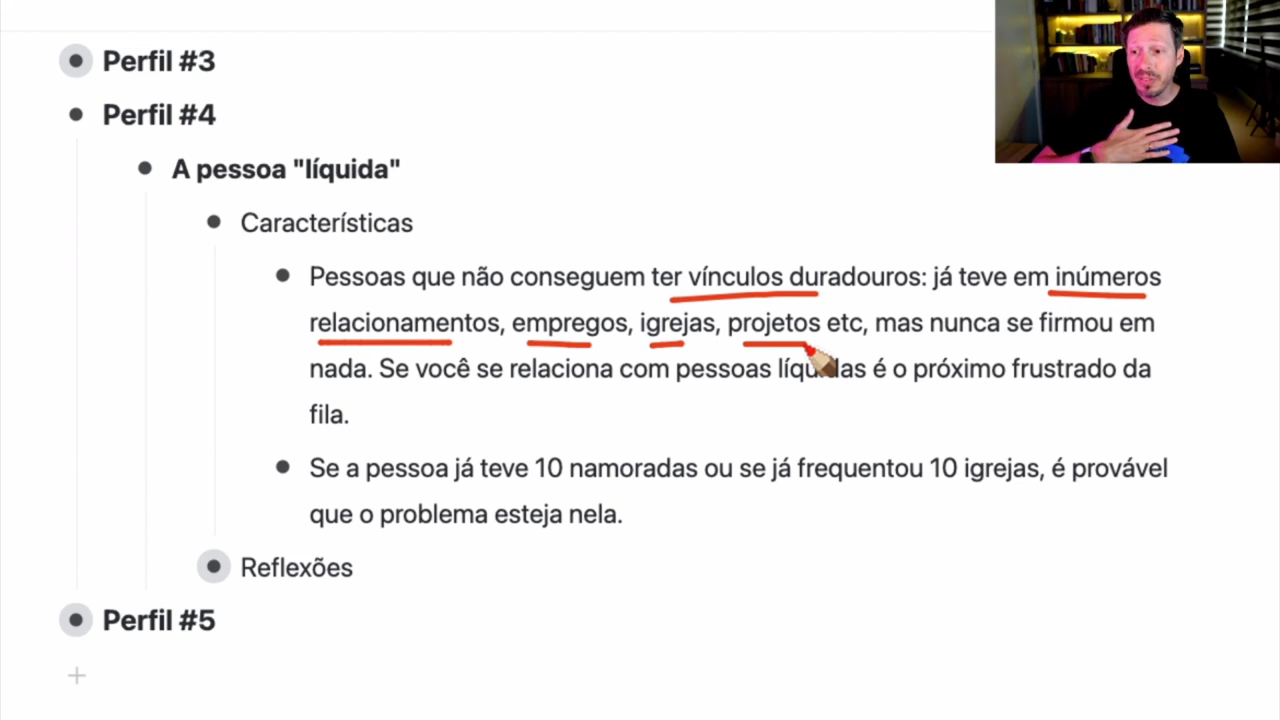 Perfil #3
Perfil #4
A pessoa "líquida"
Características
Pessoas que não conseguem ter vínculos duradouros: já teve em inúmeros
relacionamentos, empregos, igrejas, projetos etc, mas nunca se firmou em
nada. Se você se relaciona com pessoas líquidas é o próximo frustrado da
fila.
Se a pessoa já teve 10 namoradas ou se já frequentou 10 igrejas, é provável
que o problema esteja nela.
Reflexões
Perfil #5